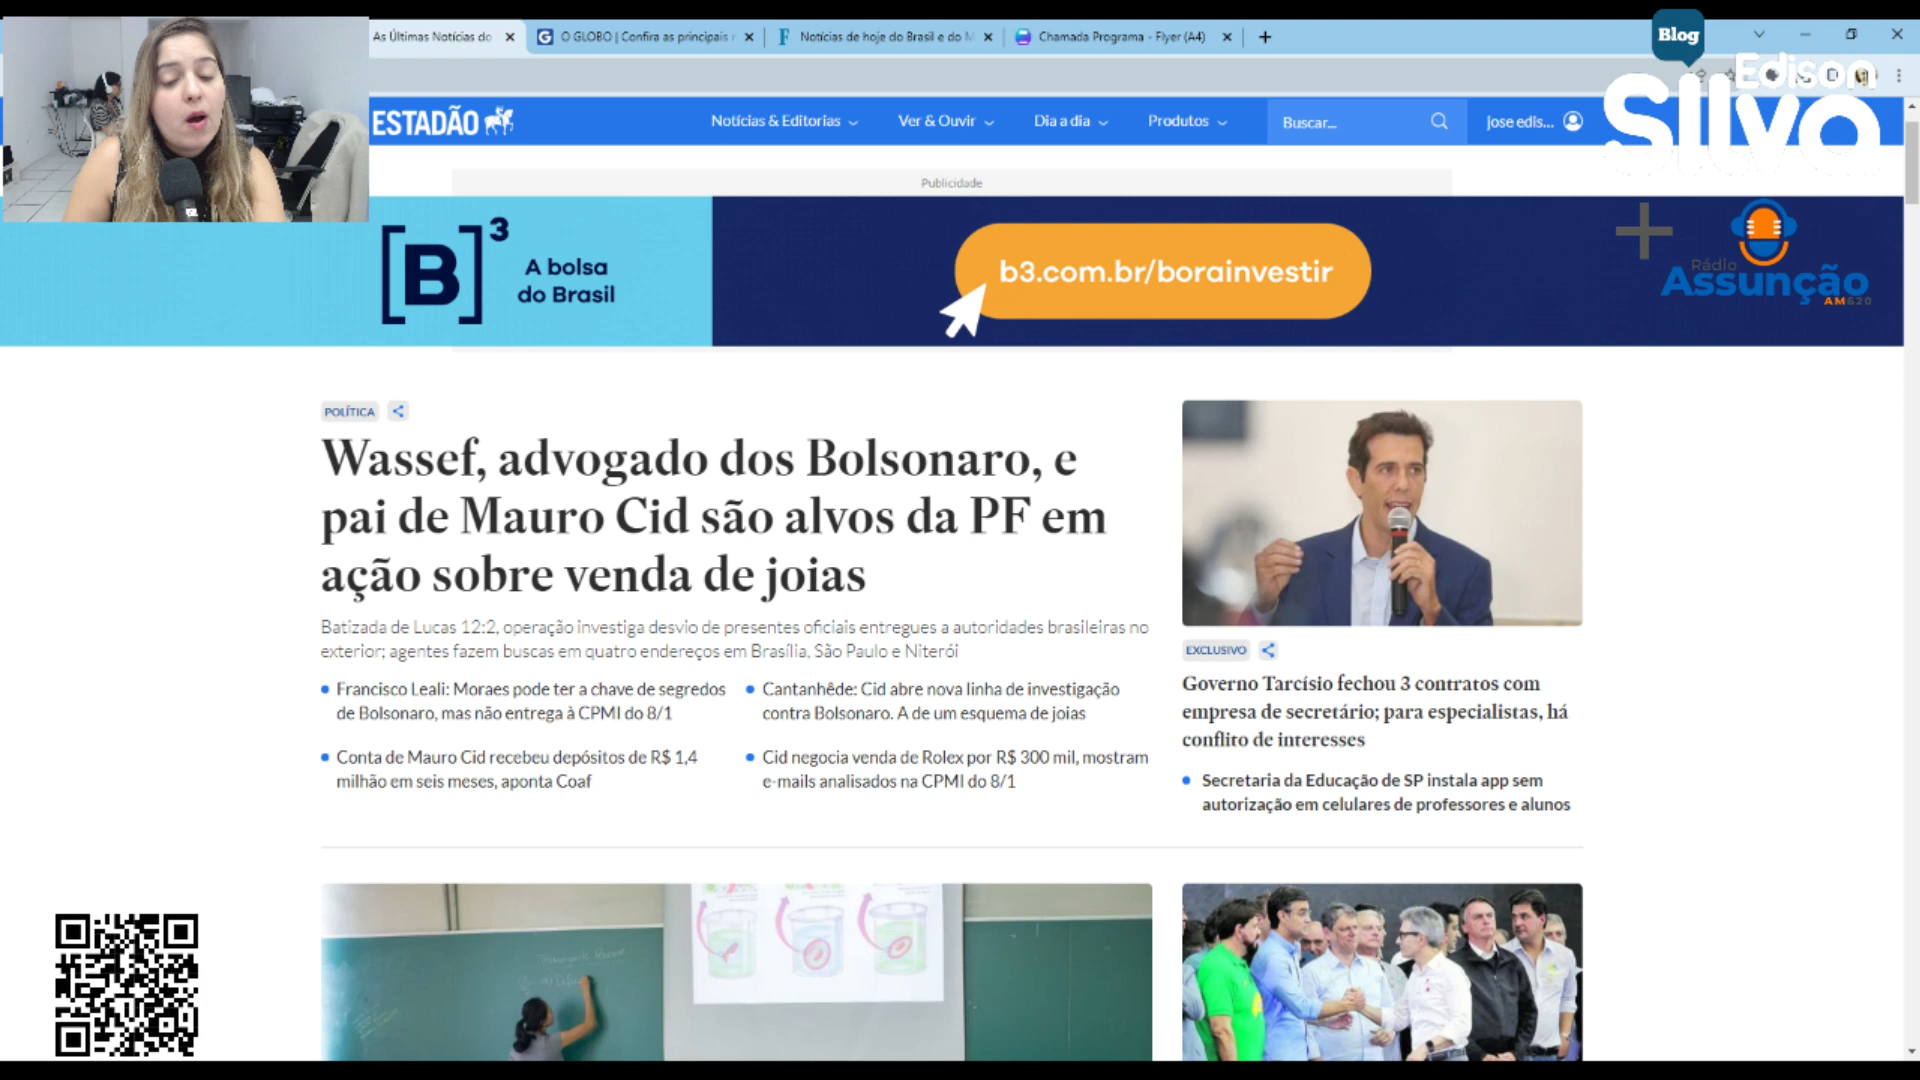 As Últimas Notícias do
O GLOBO | Confira as principais
Notícias de hoje do Brasil e do M
Chamada Programa - Flyer (A4)
Blog
Edison
Silva
ESTADÃO
Notícias & Editorias
Ver & Ouvir
Dia a dia
Produtos
Buscar...
jose edis...
Publicidade
[B]³
A bolsa
do Brasil
b3.com.br/borainvestir
Rádio
Assunção
AM620
POLÍTICA
Wassef, advogado dos Bolsonaro, e
pai de Mauro Cid são alvos da PF em
ação sobre venda de joias
Batizada de Lucas 12:2, operação investiga desvio de presentes oficiais entregues a autoridades brasileiras no
exterior; agentes fazem buscas em quatro endereços em Brasília, São Paulo e Niterói
Francisco Leali: Moraes pode ter a chave de segredos
de Bolsonaro, mas não entrega à CPMI do 8/1
Conta de Mauro Cid recebeu depósitos de R$ 1,4
milhão em seis meses, aponta Coaf
Cantanhêde: Cid abre nova linha de investigação
contra Bolsonaro. A de um esquema de joias
Cid negocia venda de Rolex por R$ 300 mil, mostram
e-mails analisados na CPMI do 8/1
EXCLUSIVO
Governo Tarcísio fechou 3 contratos com
empresa de secretário; para especialistas, há
conflito de interesses
Secretaria da Educação de SP instala app sem
autorização em celulares de professores e alunos